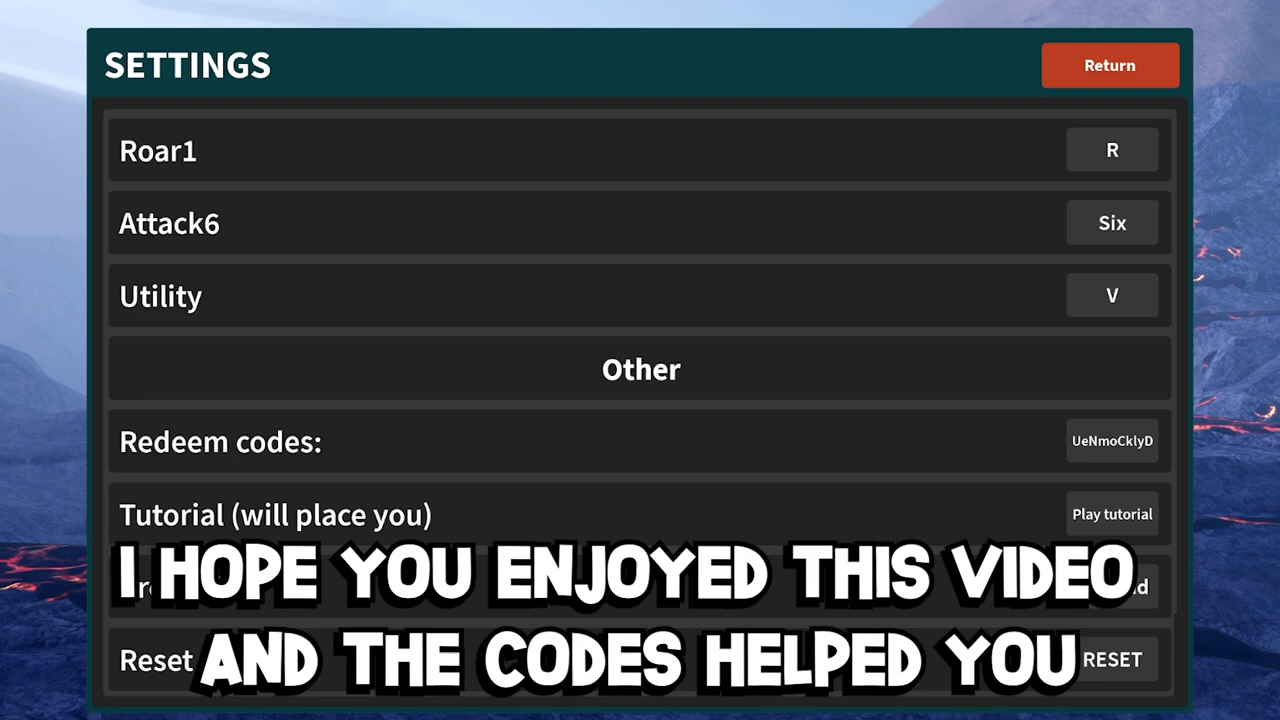 SETTINGS
Return
Roar1
R
Attack6
Six
Utility
V
Other
Redeem codes:
UeNmoCklyD
Tutorial (will place you)
Play tutorial
I HOPE YOU ENJOYED THIS VIDEO
Reset
AND THE CODES HELPED YOU
RESET